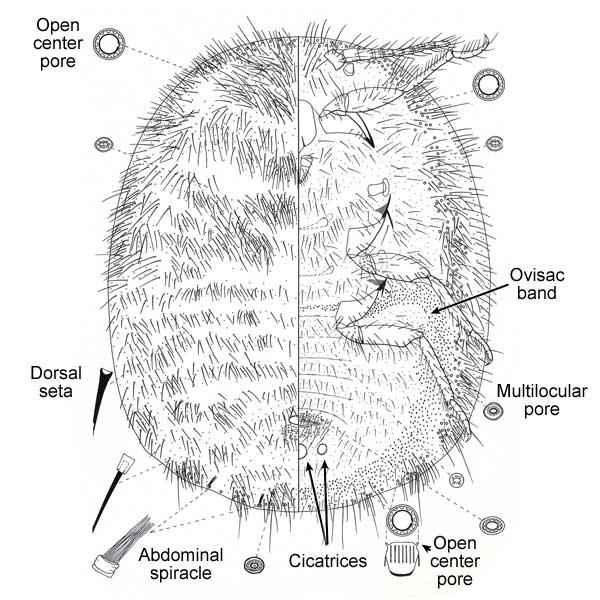 Open
center
pore
Ovisac
band
Dorsal
seta
Multilocular
pore
Abdominal
spiracle
Cicatrices
Open
center
pore